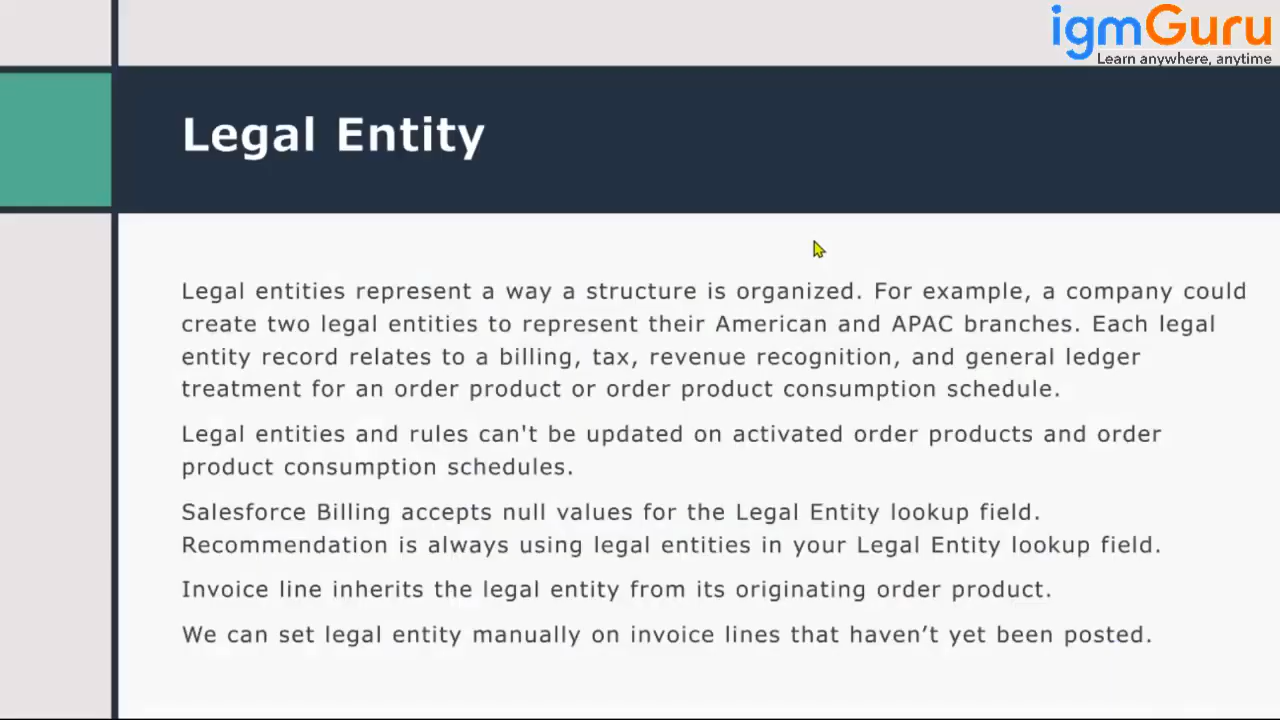 igmGuru
Learn anywhere, anytime
Legal Entity
Legal entities represent a way a structure is organized. For example, a company could
create two legal entities to represent their American and APAC branches. Each legal
entity record relates to a billing, tax, revenue recognition, and general ledger
treatment for an order product or order product consumption schedule.
Legal entities and rules can't be updated on activated order products and order
product consumption schedules.
Salesforce Billing accepts null values for the Legal Entity lookup field.
Recommendation is always using legal entities in your Legal Entity lookup field.
Invoice line inherits the legal entity from its originating order product.
We can set legal entity manually on invoice lines that haven’t yet been posted.